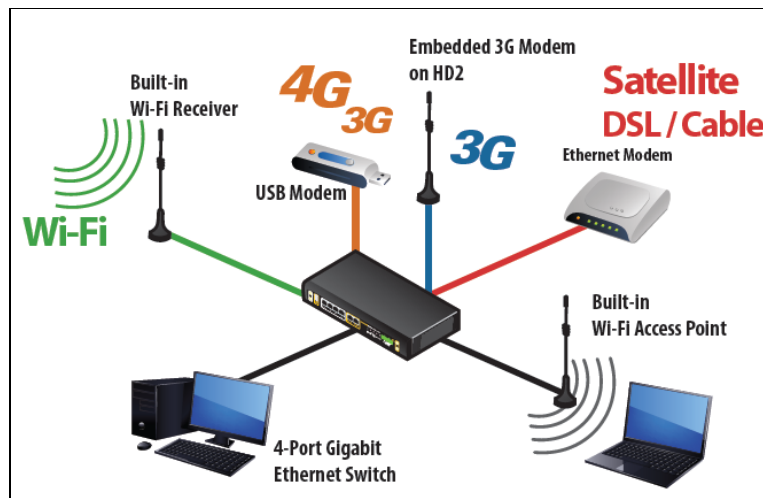 Embedded 3G Modem
on HD2
Built-in
Wi-Fi Receiver
4G
3G
Satellite
DSL / Cable
Ethernet Modem
3G
USB Modem
Wi-Fi
Built-in
Wi-Fi Access Point
4-Port Gigabit
Ethernet Switch